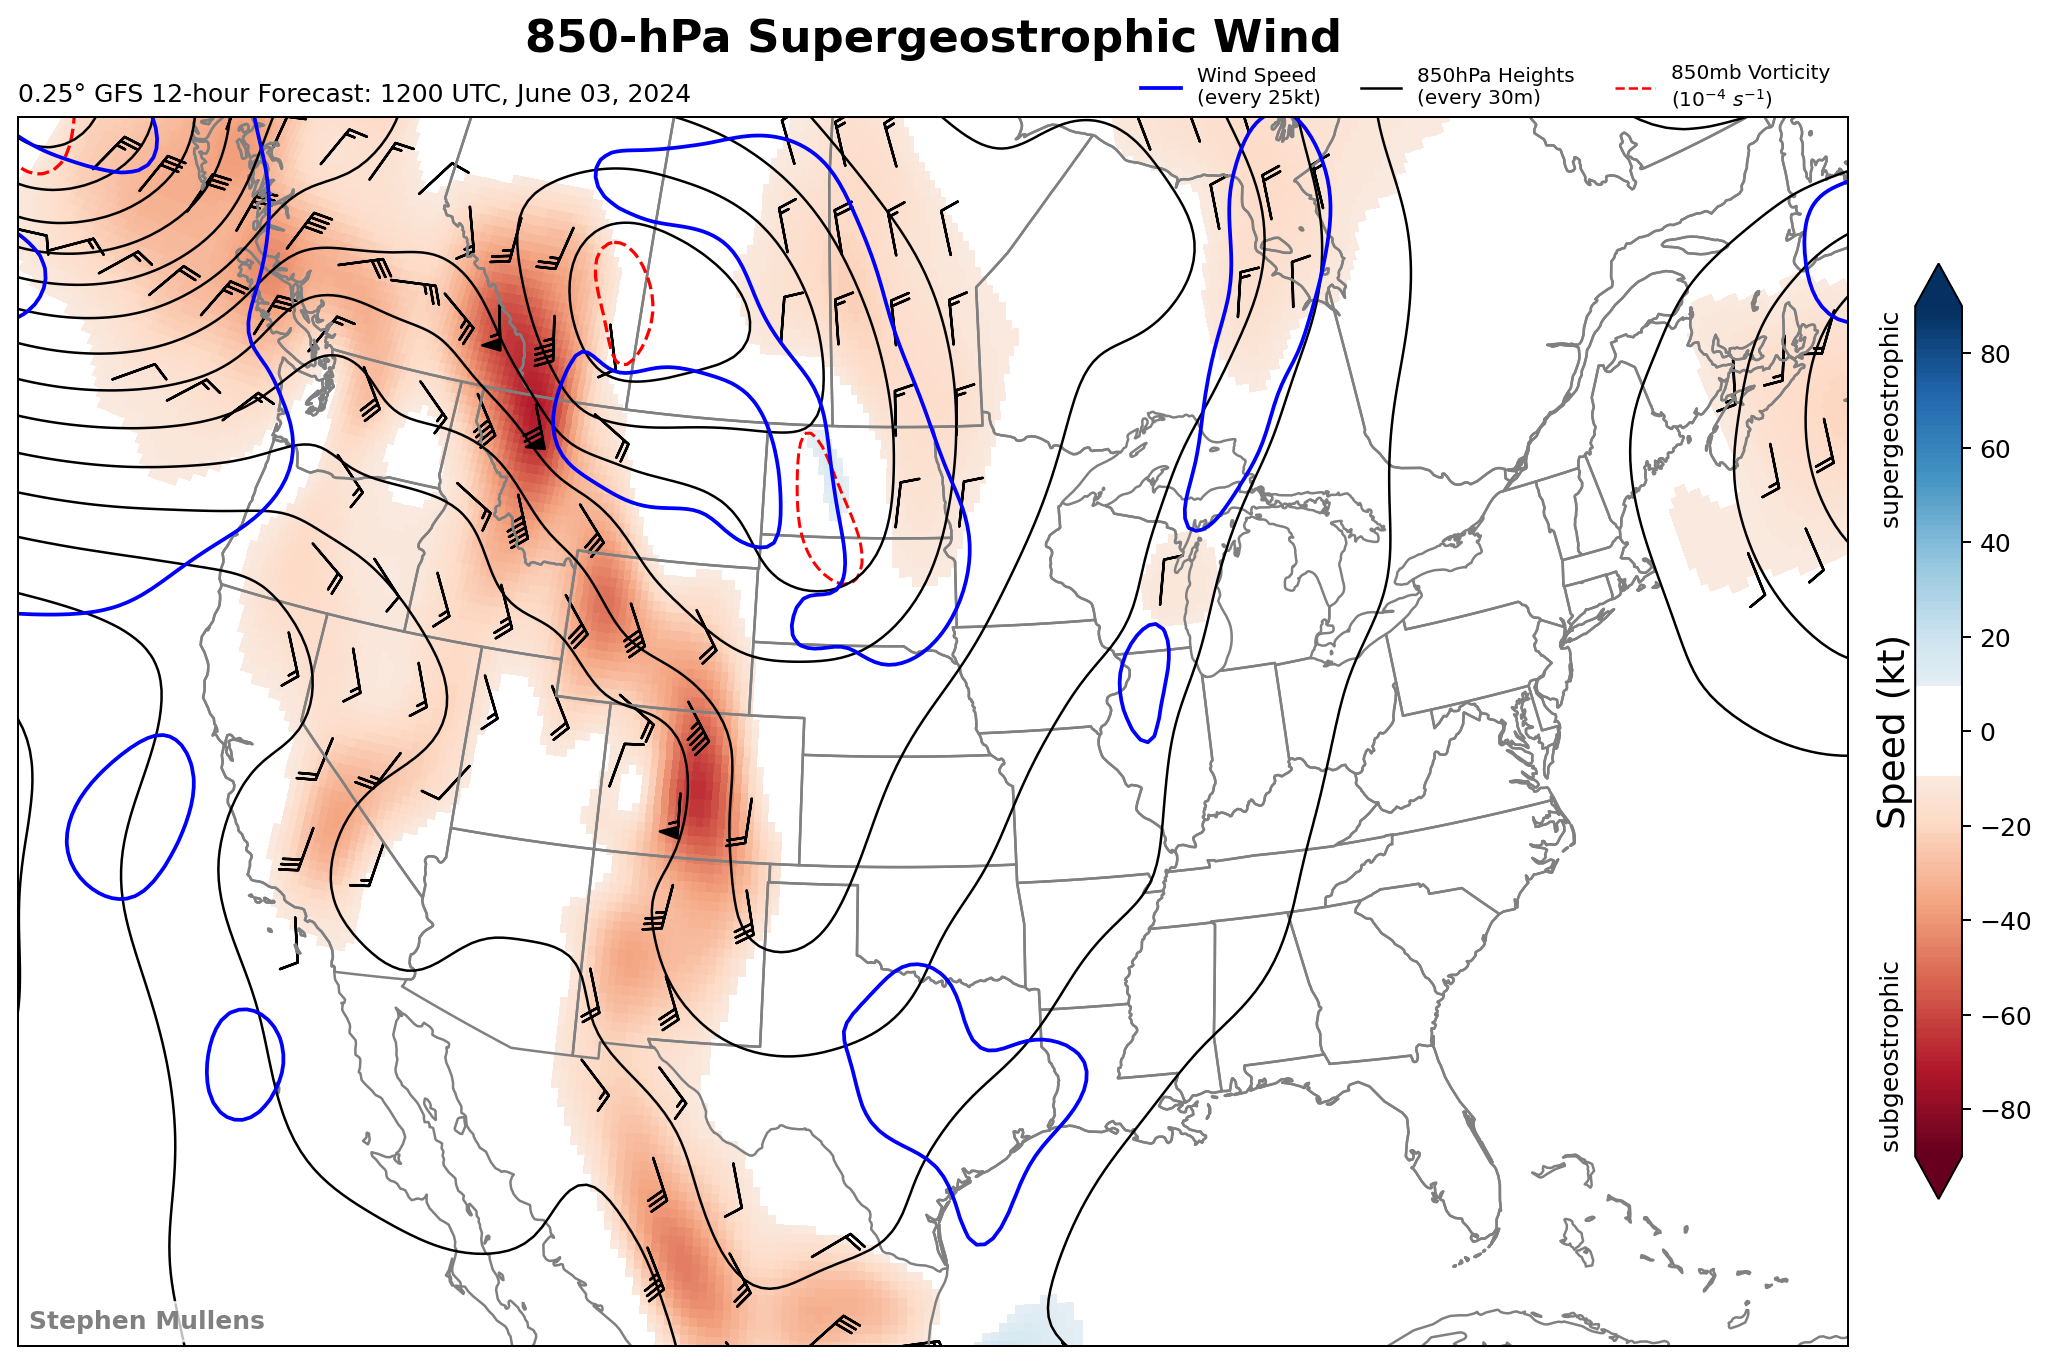 850-hPa Supergeostrophic Wind
0.25° GFS 12-hour Forecast: 1200 UTC, June 03, 2024
Wind Speed
(every 25kt)
850hPa Heights
(every 30m)
850mb Vorticity
(10⁻⁴ s⁻¹)
supergeostrophic
Speed (kt)
subgeostrophic
80
60
40
20
0
−20
−40
−60
−80
Stephen Mullens